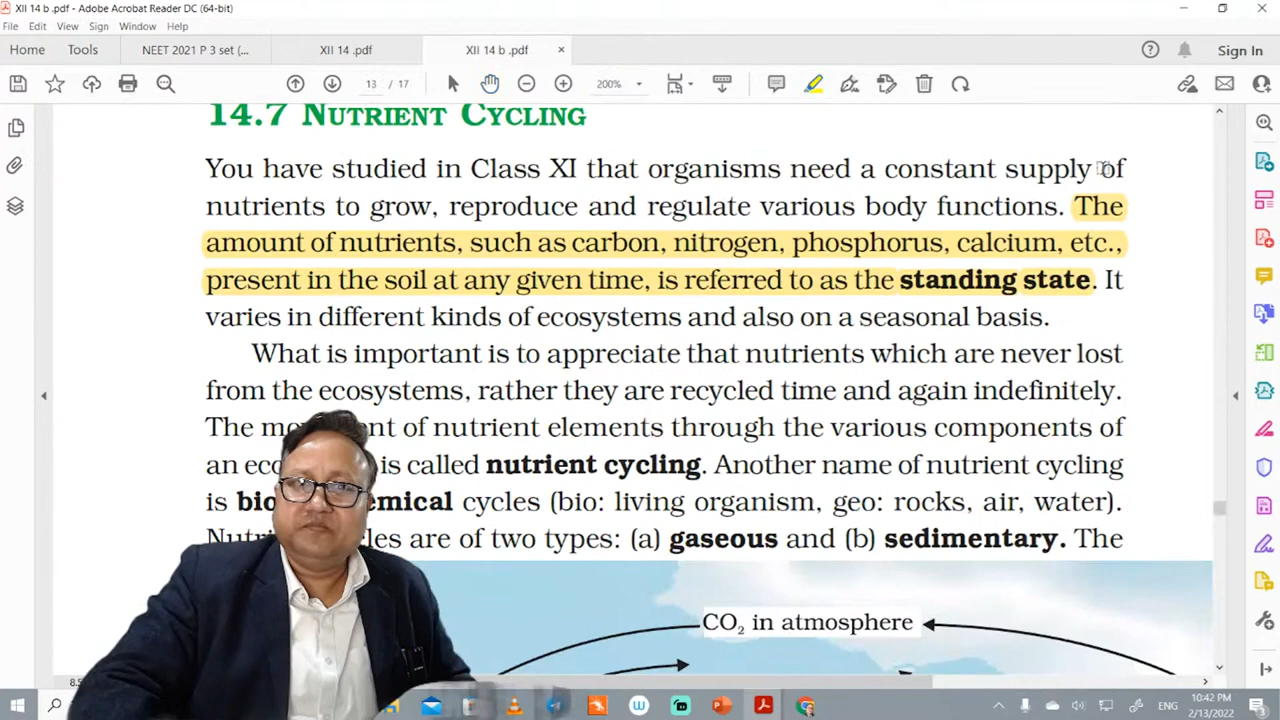 XII 14 b .pdf - Adobe Acrobat Reader DC (64-bit)
File Edit View Sign Window Help
Home Tools NEET 2021 P 3 set (... XII 14 .pdf XII 14 b .pdf Sign In
13 / 17 200%
14.7 NUTRIENT CYCLING
You have studied in Class XI that organisms need a constant supply of
nutrients to grow, reproduce and regulate various body functions. The
amount of nutrients, such as carbon, nitrogen, phosphorus, calcium, etc.,
present in the soil at any given time, is referred to as the standing state. It
varies in different kinds of ecosystems and also on a seasonal basis.
What is important is to appreciate that nutrients which are never lost
from the ecosystems, rather they are recycled time and again indefinitely.
The of nutrient elements through the various components of
an is called nutrient cycling. Another name of nutrient cycling
is cycles (bio: living organism, geo: rocks, air, water).
are of two types: (a) gaseous and (b) sedimentary. The
CO₂ in atmosphere
ENG
10:42 PM
2/13/2022